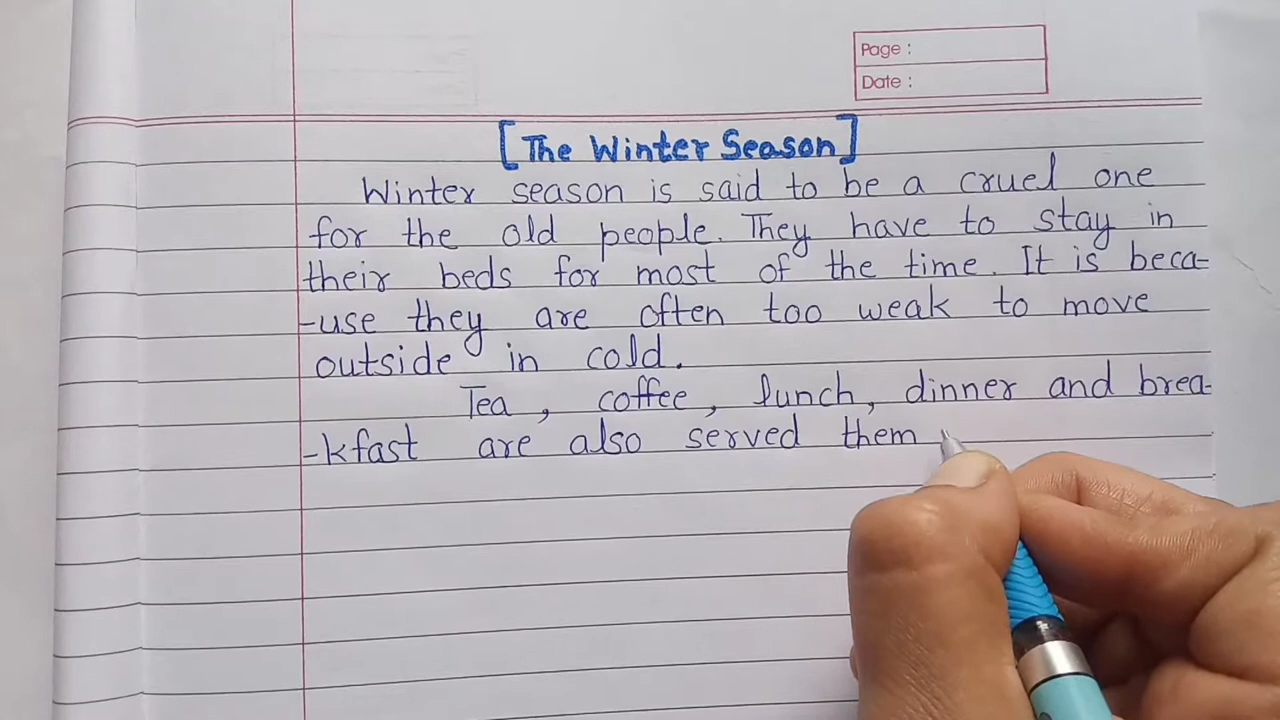 Page :
Date :
[The Winter Season]
Winter season is said to be a cruel one
for the old people. They have to stay in
their beds for most of the time. It is beca-
-use they are often too weak to move
outside in cold.
Tea , coffee , lunch, dinner and brea-
-kfast are also served them